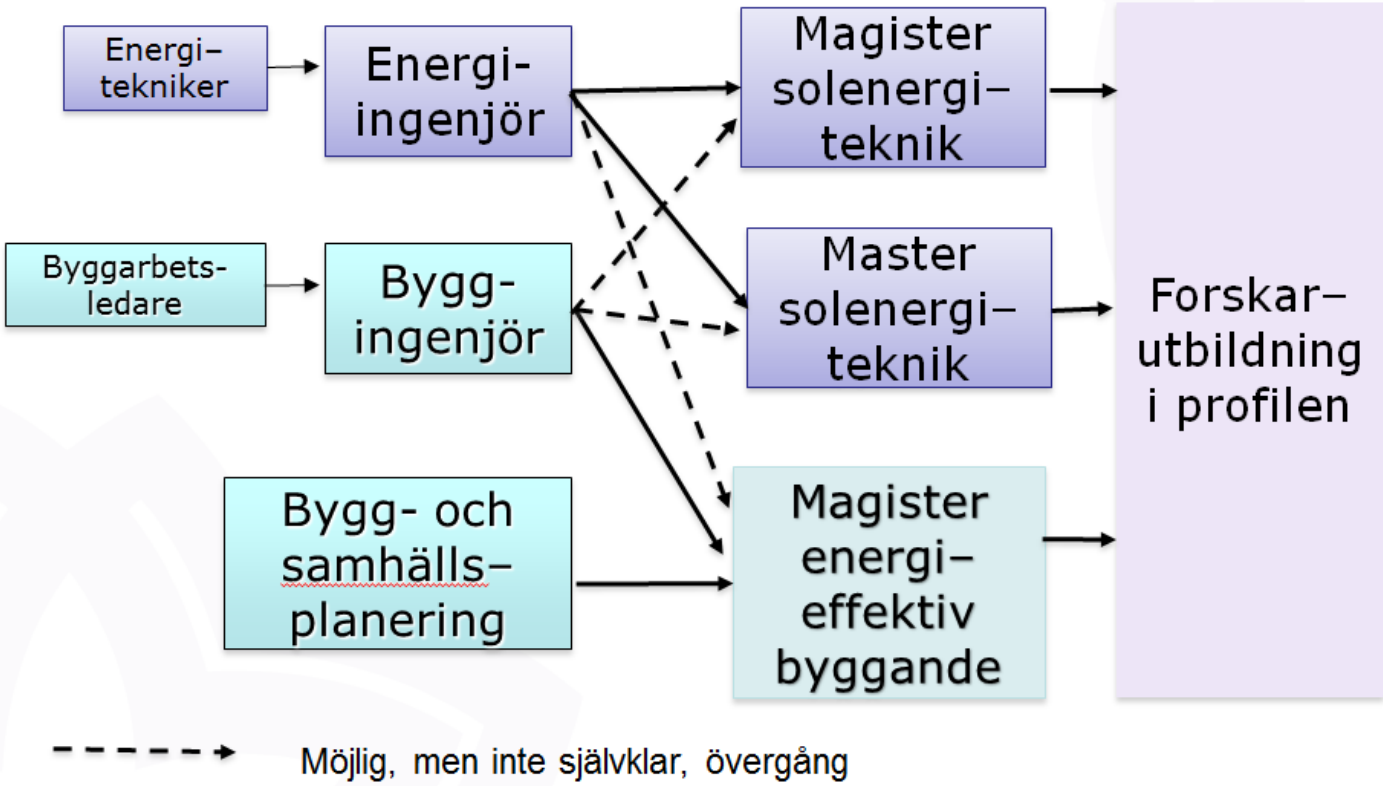 Energi–
tekniker
Energi-
ingenjör
Magister
solenergi–
teknik
Byggarbets-
ledare
Bygg-
ingenjör
Master
solenergi–
teknik
Forskar–
utbildning
i profilen
Bygg- och
samhälls–
planering
Magister
energi–
effektiv
byggande
Möjlig, men inte självklar, övergång